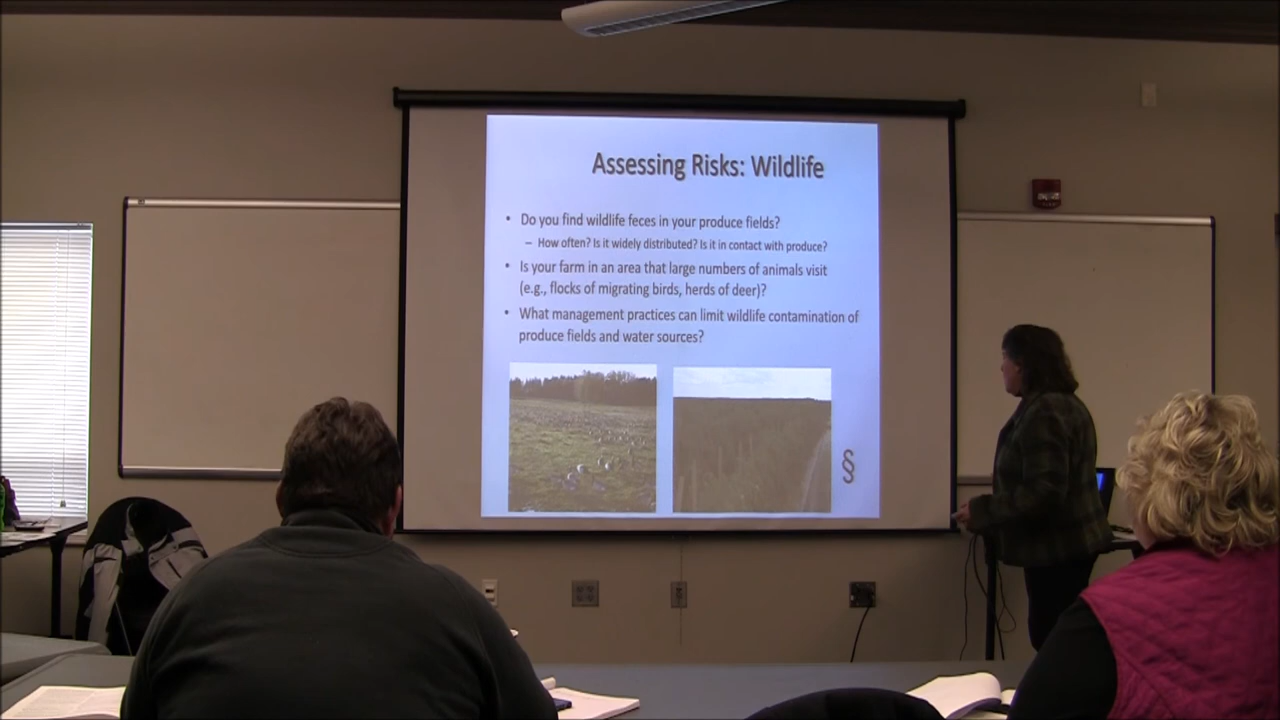 Assessing Risks: Wildlife
• Do you find wildlife feces in your produce fields?
– How often? Is it widely distributed? Is it in contact with produce?
• Is your farm in an area that large numbers of animals visit
(e.g., flocks of migrating birds, herds of deer)?
• What management practices can limit wildlife contamination of
produce fields and water sources?
§